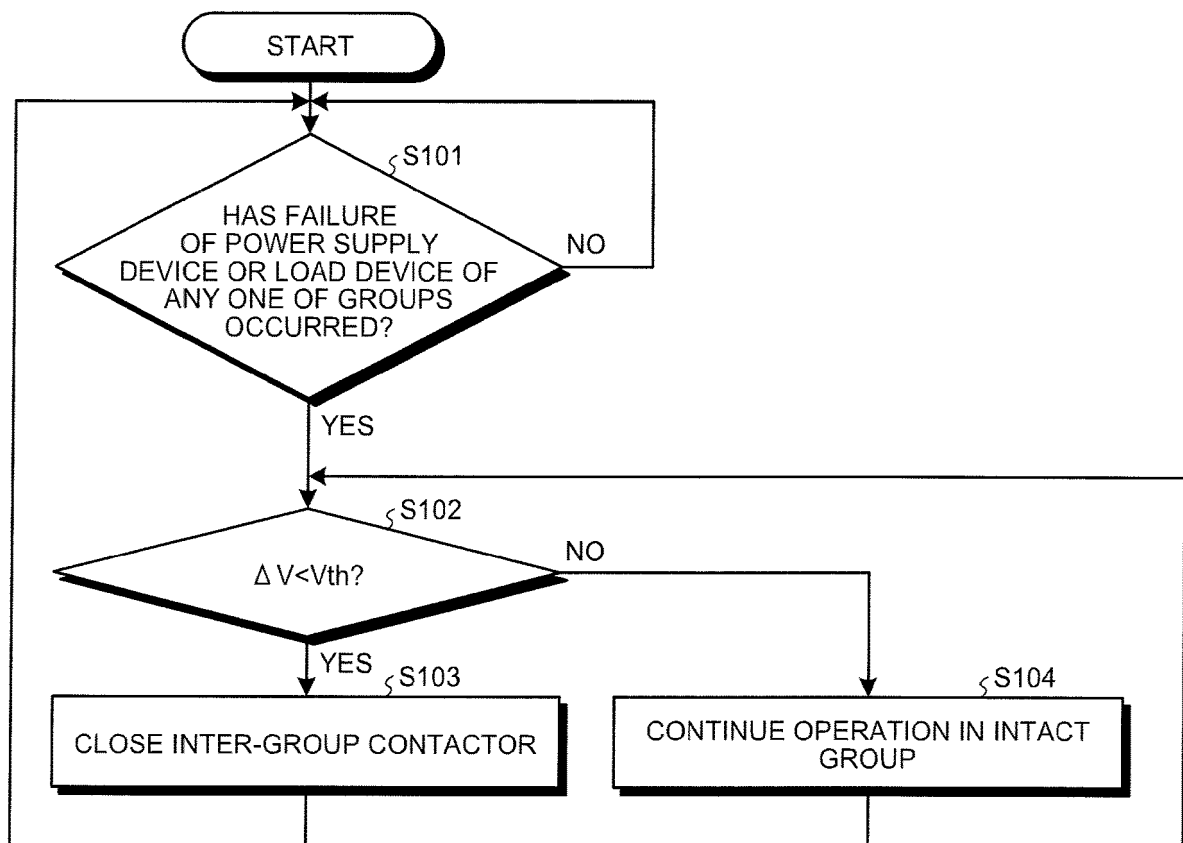 START
S101
HAS FAILURE
OF POWER SUPPLY
DEVICE OR LOAD DEVICE OF
ANY ONE OF GROUPS
OCCURRED?
NO
YES
S102
Δ V<Vth?
NO
YES
S103
CLOSE INTER-GROUP CONTACTOR
S104
CONTINUE OPERATION IN INTACT
GROUP